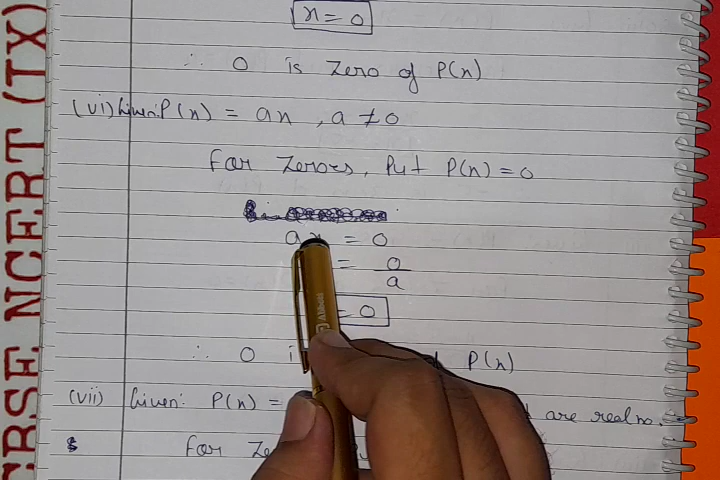 CBSE NCERT (TX)
x = 0
∴ 0 is zero of P(x)
(vi) Given: P(x) = ax , a ≠ 0
For zeroes, Put P(x) = 0
ax = 0
= 0/a
= 0
∴ 0 i P(x)
(vii) Given: P(x) = are real no.
For Ze